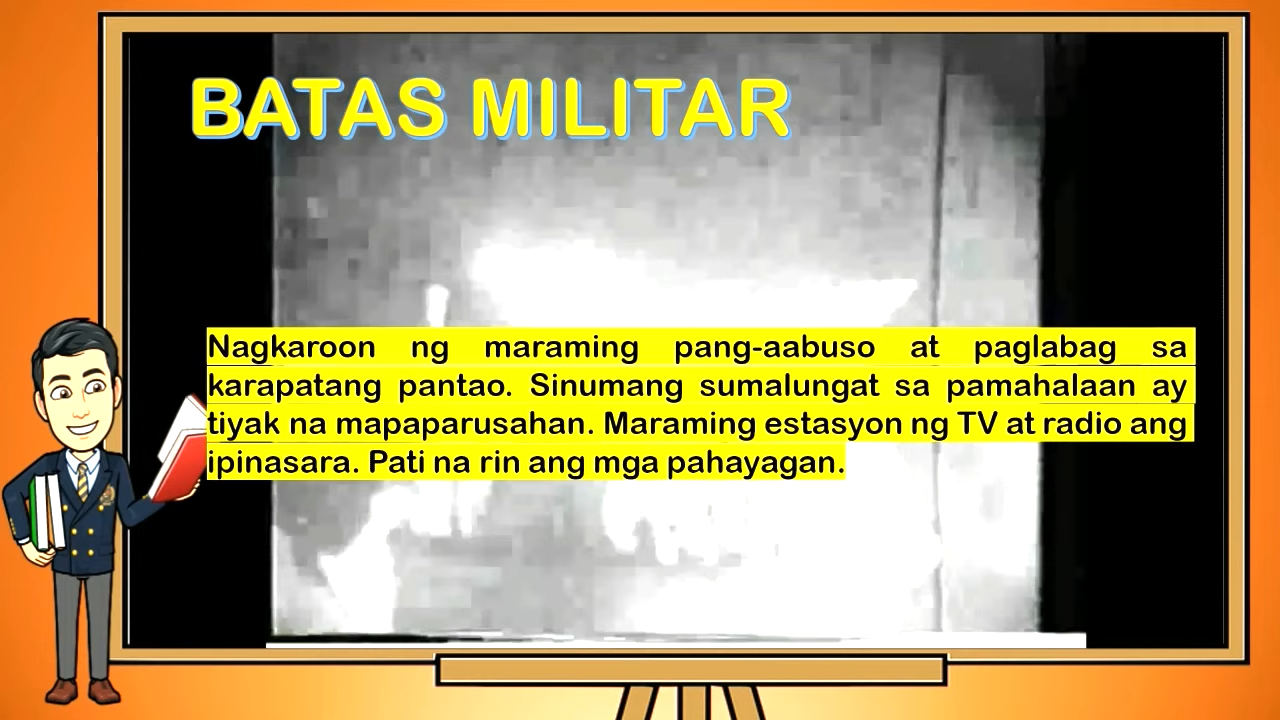 BATAS MILITAR
Nagkaroon ng maraming pang-aabuso at paglabag sa
karapatang pantao. Sinumang sumalungat sa pamahalaan ay
tiyak na mapaparusahan. Maraming estasyon ng TV at radio ang
ipinasara. Pati na rin ang mga pahayagan.